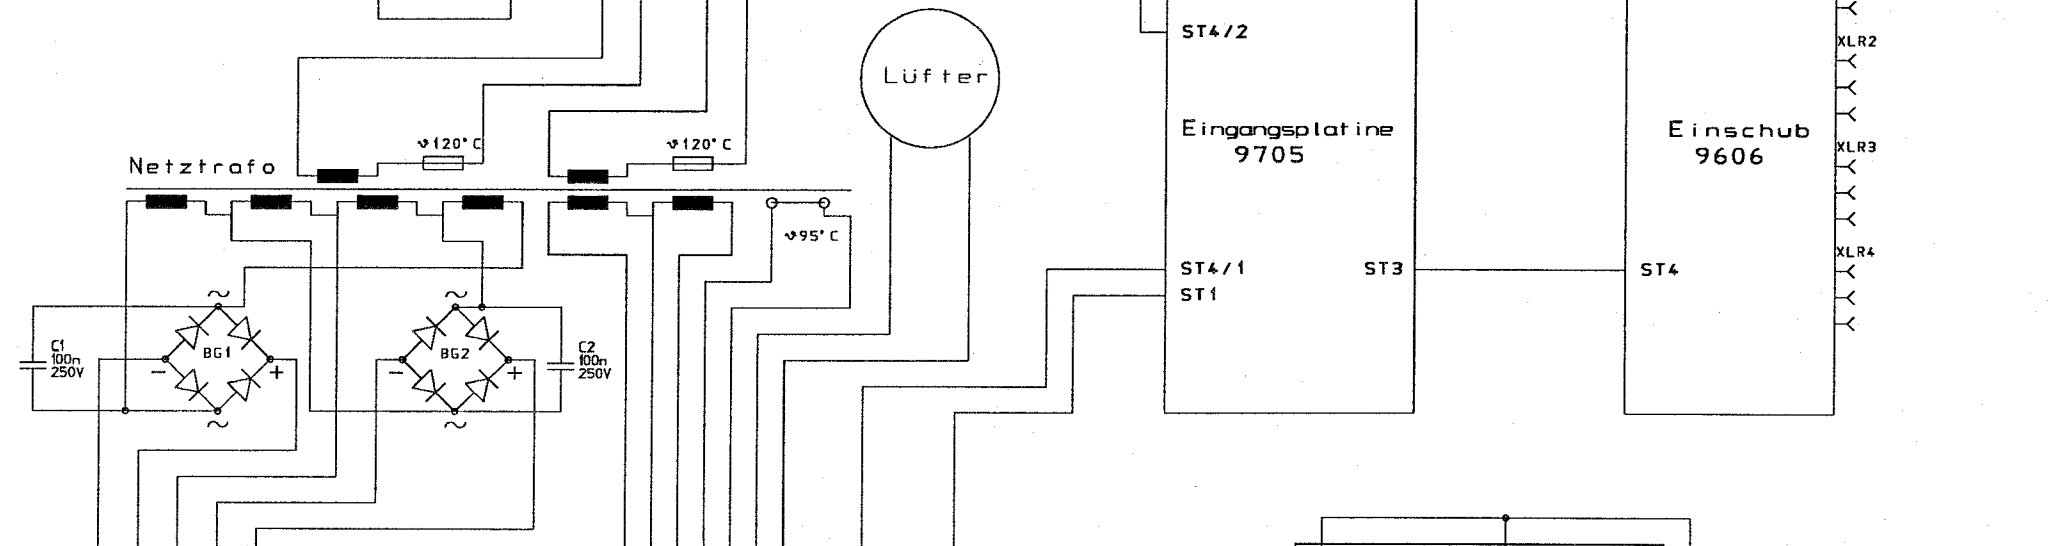 ST4/2
XLR2
Lüfter
Eingangsplatine
9705
Einschub
9606
XLR3
Netztrafo
ϑ120°C
ϑ120°C
ϑ95°C
XLR4
ST4/1
ST3
ST4
ST1
~
~
C1
100n
250V
BG1
-
+
BG2
-
+
C2
100n
250V
~
~